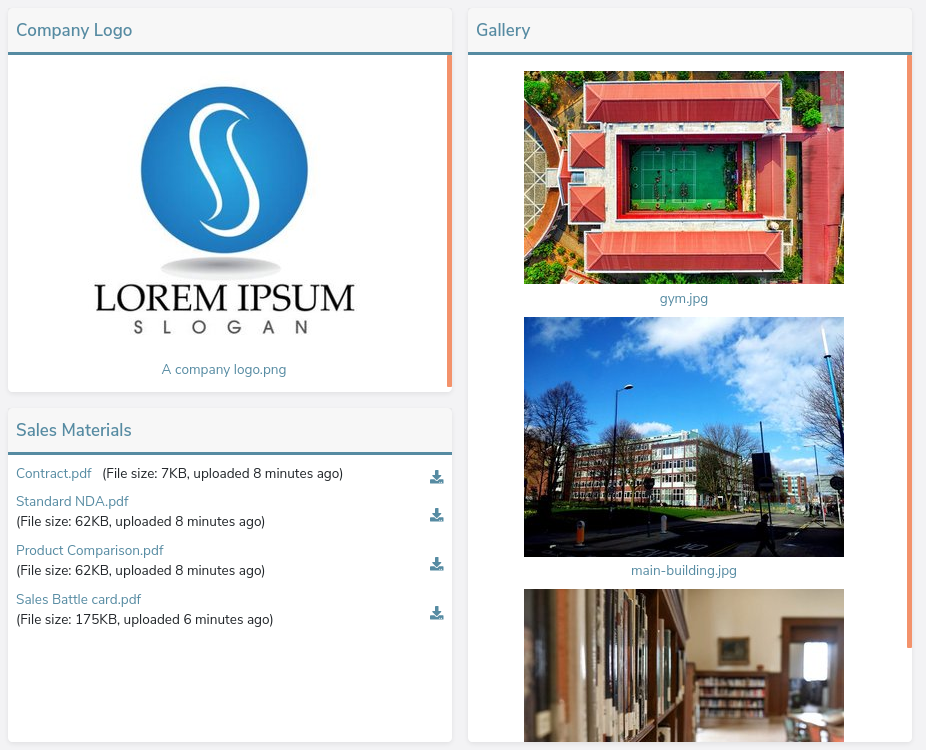 Company Logo
LOREM IPSUM
SLOGAN
A company logo.png
Sales Materials
Contract.pdf (File size: 7KB, uploaded 8 minutes ago)
Standard NDA.pdf
(File size: 62KB, uploaded 8 minutes ago)
Product Comparison.pdf
(File size: 62KB, uploaded 8 minutes ago)
Sales Battle card.pdf
(File size: 175KB, uploaded 6 minutes ago)
Gallery
gym.jpg
NO
main-building.jpg